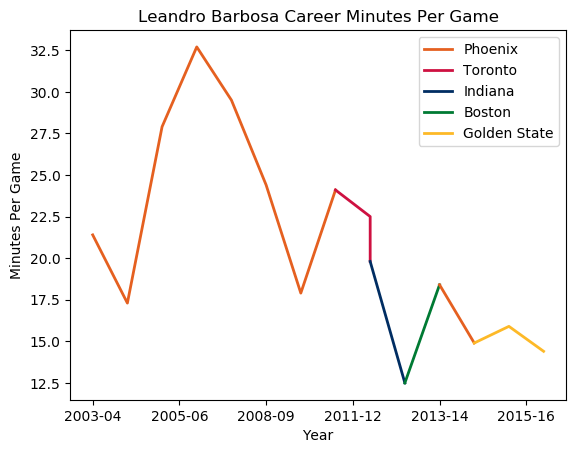 Leandro Barbosa Career Minutes Per Game
Phoenix
Toronto
Indiana
Boston
Golden State
Minutes Per Game
32.5
30.0
27.5
25.0
22.5
20.0
17.5
15.0
12.5
2003-04
2005-06
2008-09
2011-12
2013-14
2015-16
Year